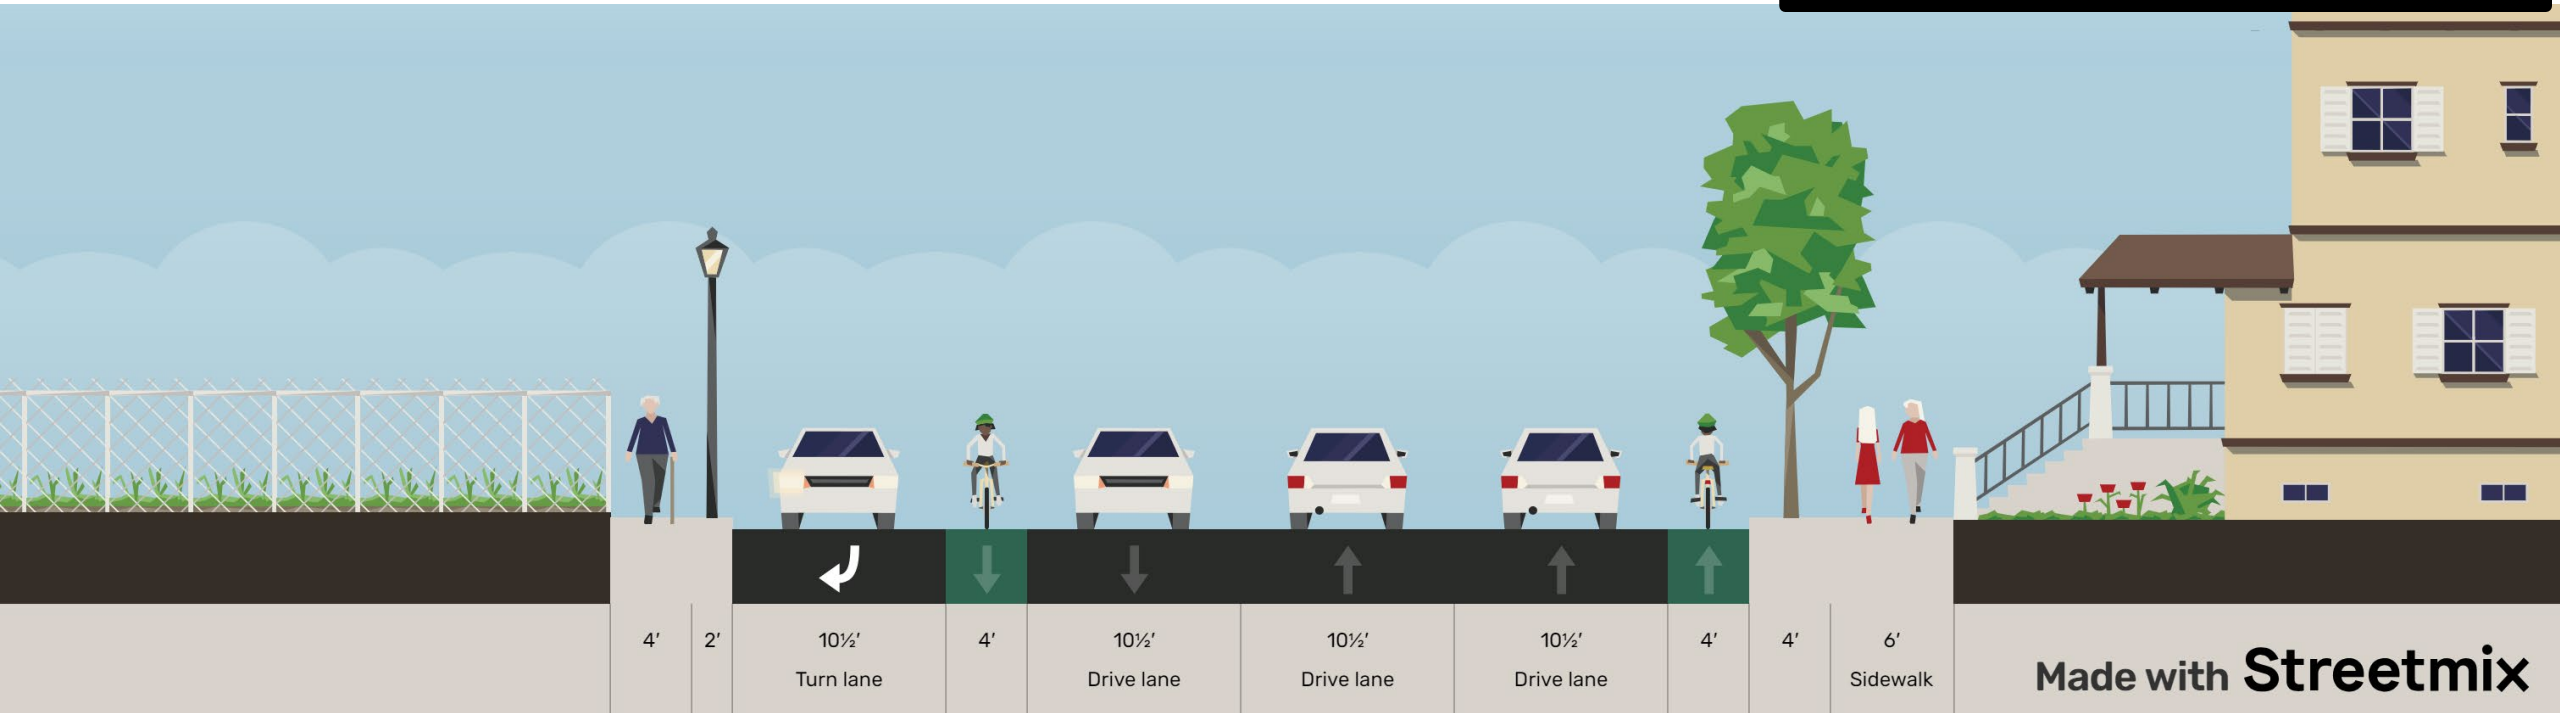 4′ 2′ 10½′ 4′ 10½′ 10½′ 10½′ 4′ 4′ 6′
Turn lane Drive lane Drive lane Drive lane Sidewalk
Made with Streetmix